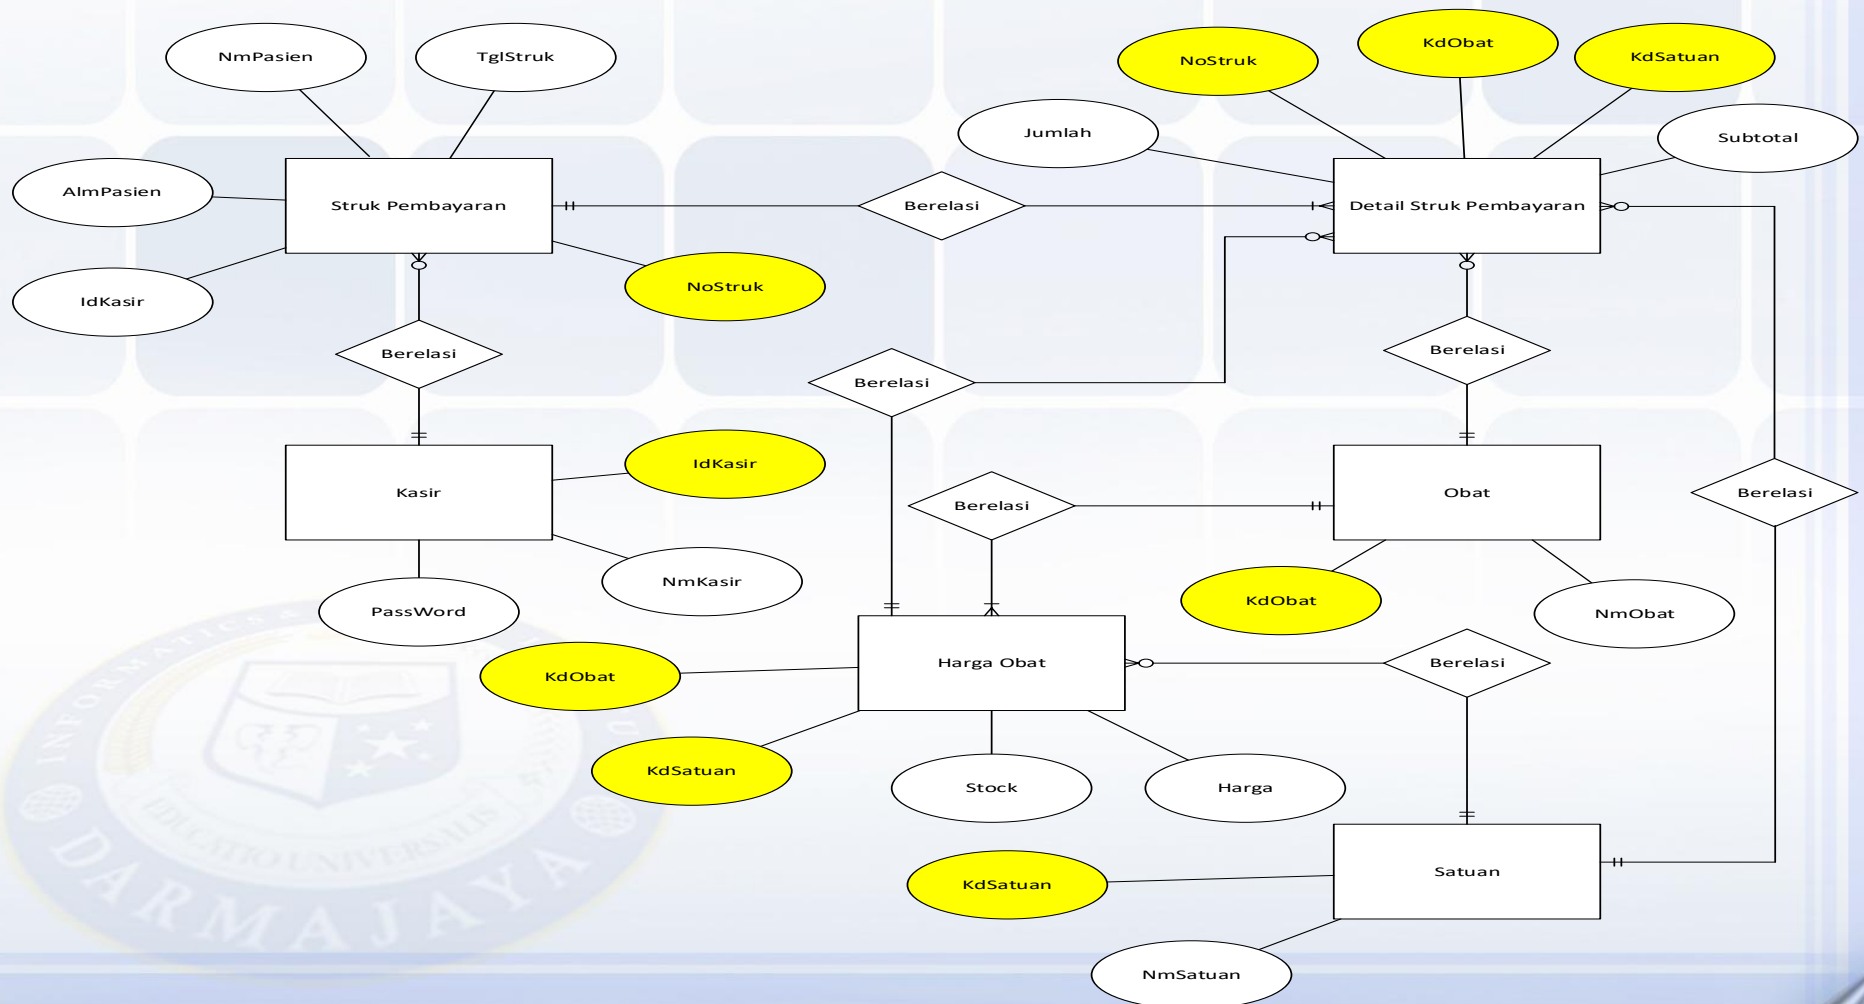 NmPasien
TglStruk
NoStruk
KdObat
KdSatuan
Jumlah
Subtotal
AlmPasien
Struk Pembayaran
Berelasi
Detail Struk Pembayaran
IdKasir
NoStruk
Berelasi
Berelasi
Berelasi
Kasir
IdKasir
Berelasi
Obat
Berelasi
NmKasir
PassWord
KdObat
NmObat
KdObat
Harga Obat
Berelasi
KdSatuan
Stock
Harga
KdSatuan
Satuan
NmSatuan
DARMAJAYA